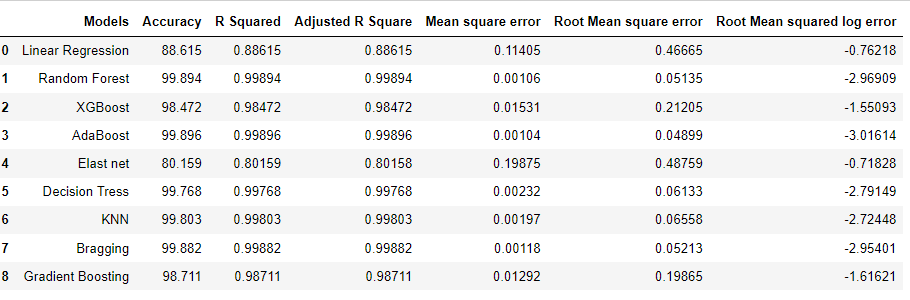 Models Accuracy R Squared Adjusted R Square Mean square error Root Mean square error Root Mean squared log error
0 Linear Regression 88.615 0.88615 0.88615 0.11405 0.46665 -0.76218
1 Random Forest 99.894 0.99894 0.99894 0.00106 0.05135 -2.96909
2 XGBoost 98.472 0.98472 0.98472 0.01531 0.21205 -1.55093
3 AdaBoost 99.896 0.99896 0.99896 0.00104 0.04899 -3.01614
4 Elast net 80.159 0.80159 0.80158 0.19875 0.48759 -0.71828
5 Decision Tress 99.768 0.99768 0.99768 0.00232 0.06133 -2.79149
6 KNN 99.803 0.99803 0.99803 0.00197 0.06558 -2.72448
7 Bragging 99.882 0.99882 0.99882 0.00118 0.05213 -2.95401
8 Gradient Boosting 98.711 0.98711 0.98711 0.01292 0.19865 -1.61621